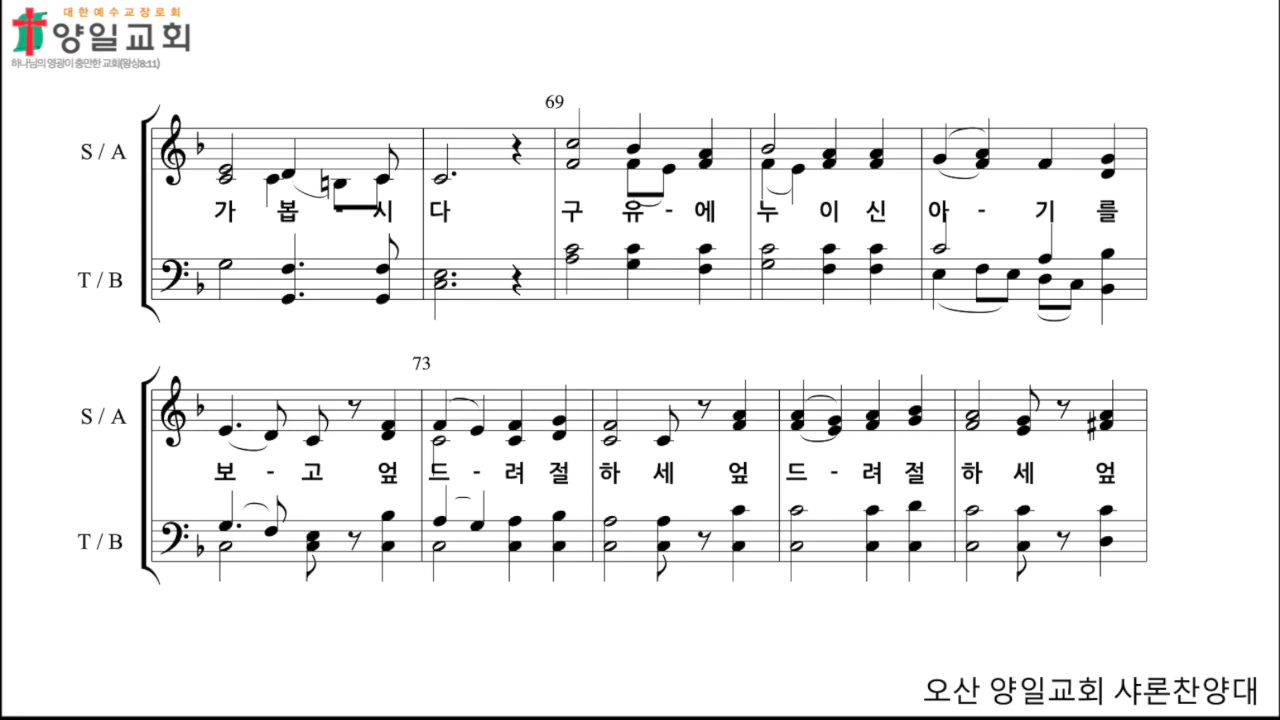 대한예수교장로회
양일교회
하나님의 영광이 충만한 교회(왕상8:11)
69
S / A
가 봅 - 시 다 구 유 - 에 누 이 신 아 - 기 를
T / B
73
S / A
보 - 고 엎 드 - 려 절 하 세 엎 드 - 려 절 하 세 엎
T / B
오산 양일교회 샤론찬양대